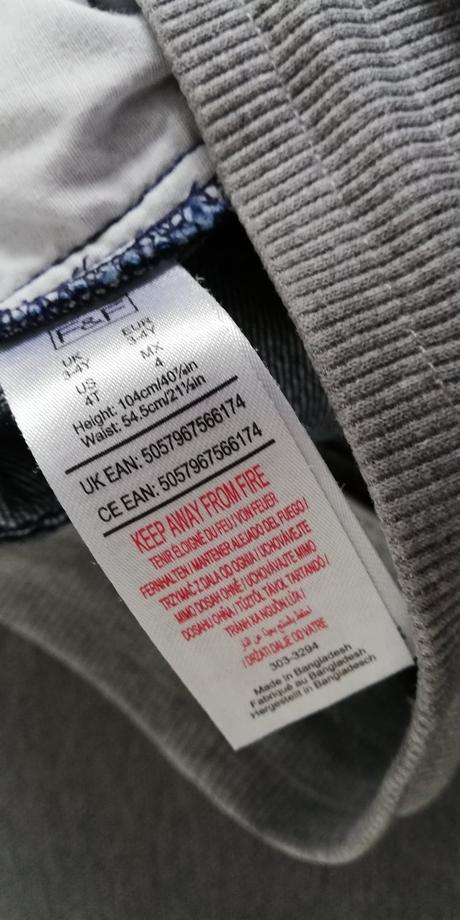 F&F
UK EUR
3-4Y 3-4Y
US MX
4T 4
Height: 104cm/40⅞in
Waist: 54.5cm/21½in
UK EAN: 5057967566174
CE EAN: 5057967566174
KEEP AWAY FROM FIRE
TENIR ÉLOIGNÉ DU FEU / VON FEUER
FERNHALTEN / MANTENER ALEJADO DEL FUEGO /
TRZYMAĆ Z DALA OD OGNIA / UCHOVÁVEJTE
MIMO DOSAH OHNĚ / UCHOVÁVAJTE MIMO
DOSAHU OHŇA / TŰZTŐL TÁVOL TARTANDÓ /
TRÁNH XA NGUỒN LỬA /
/ DRŽATI DALJE OD VATRE
303-3294
Made in Bangladesh
Fabriqué au Bangladesh
Hergestellt in Bangladesch